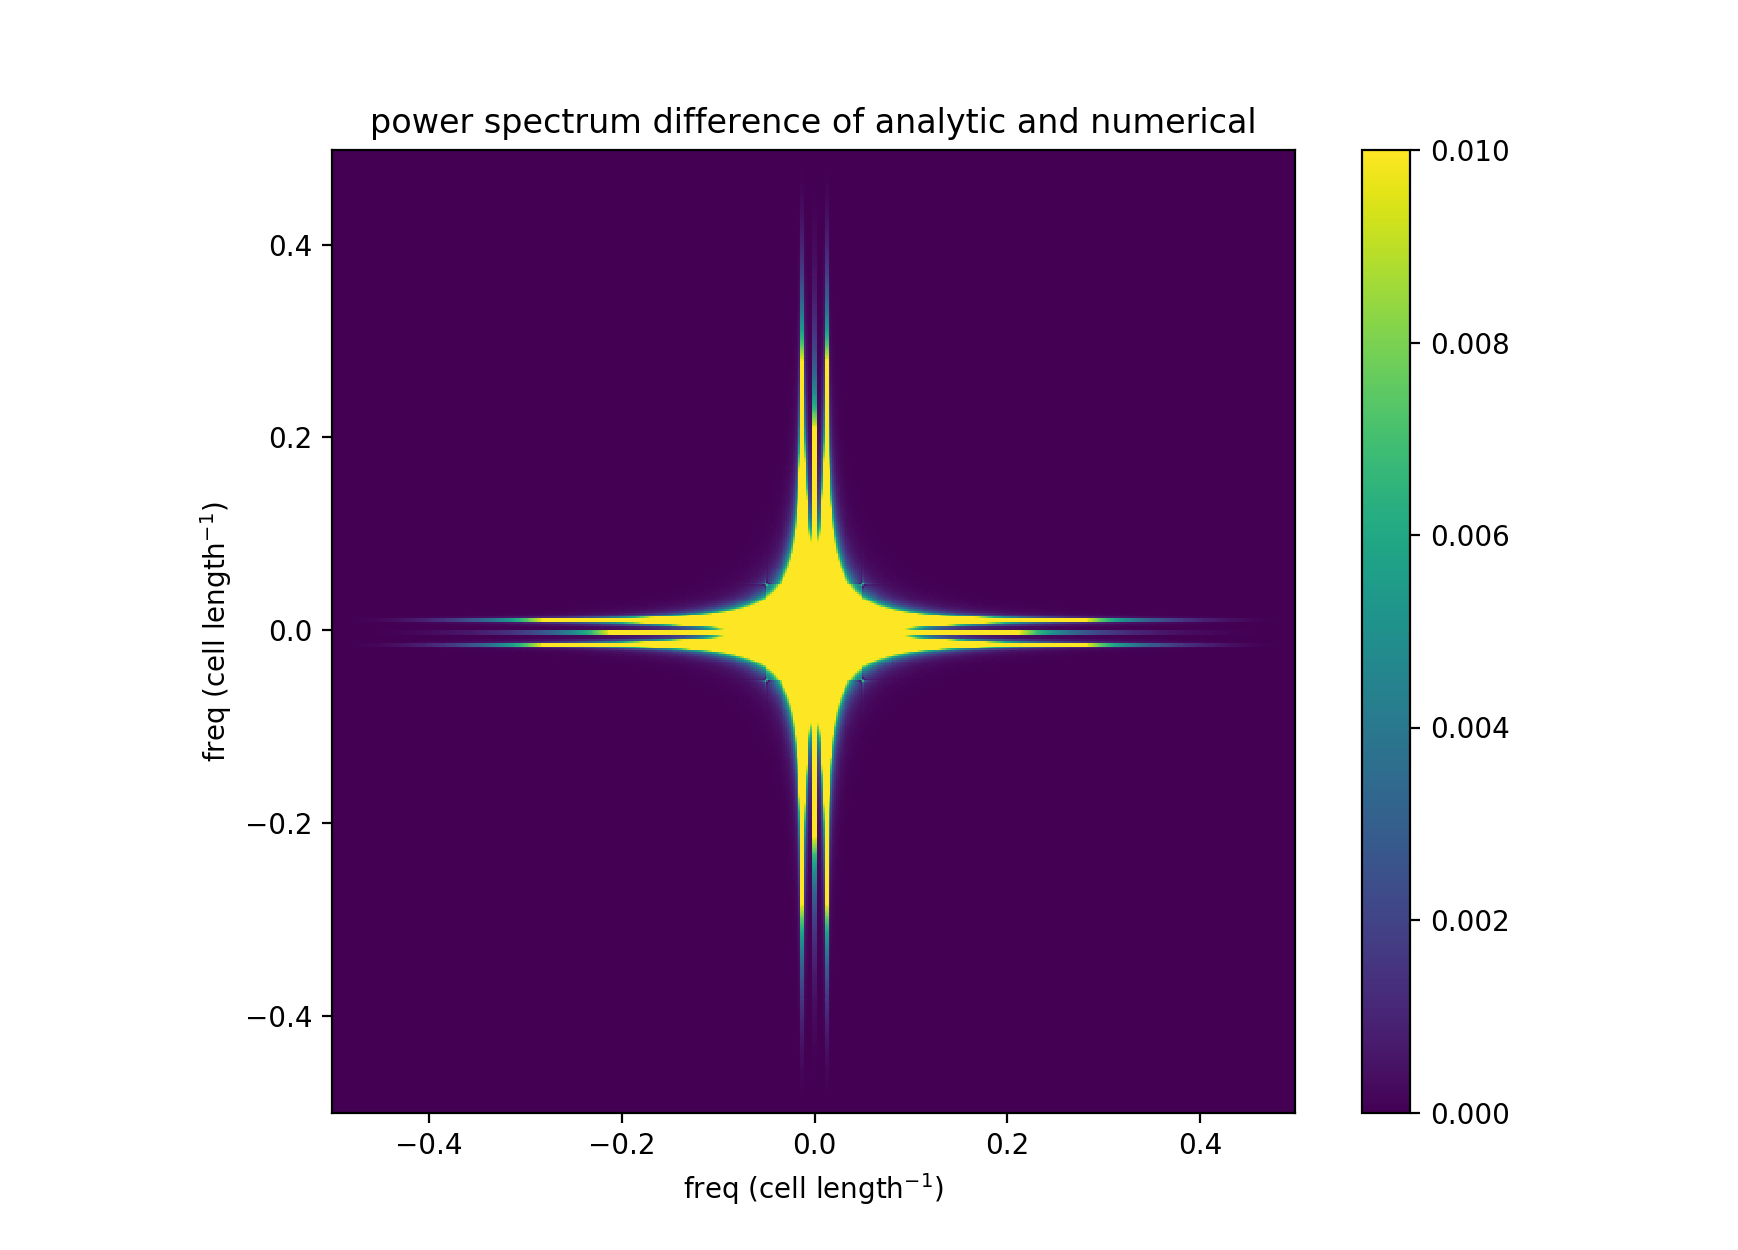 power spectrum difference of analytic and numerical
0.4
0.2
0.0
−0.2
−0.4
freq (cell length⁻¹)
−0.4 −0.2 0.0 0.2 0.4
freq (cell length⁻¹)
0.010
0.008
0.006
0.004
0.002
0.000